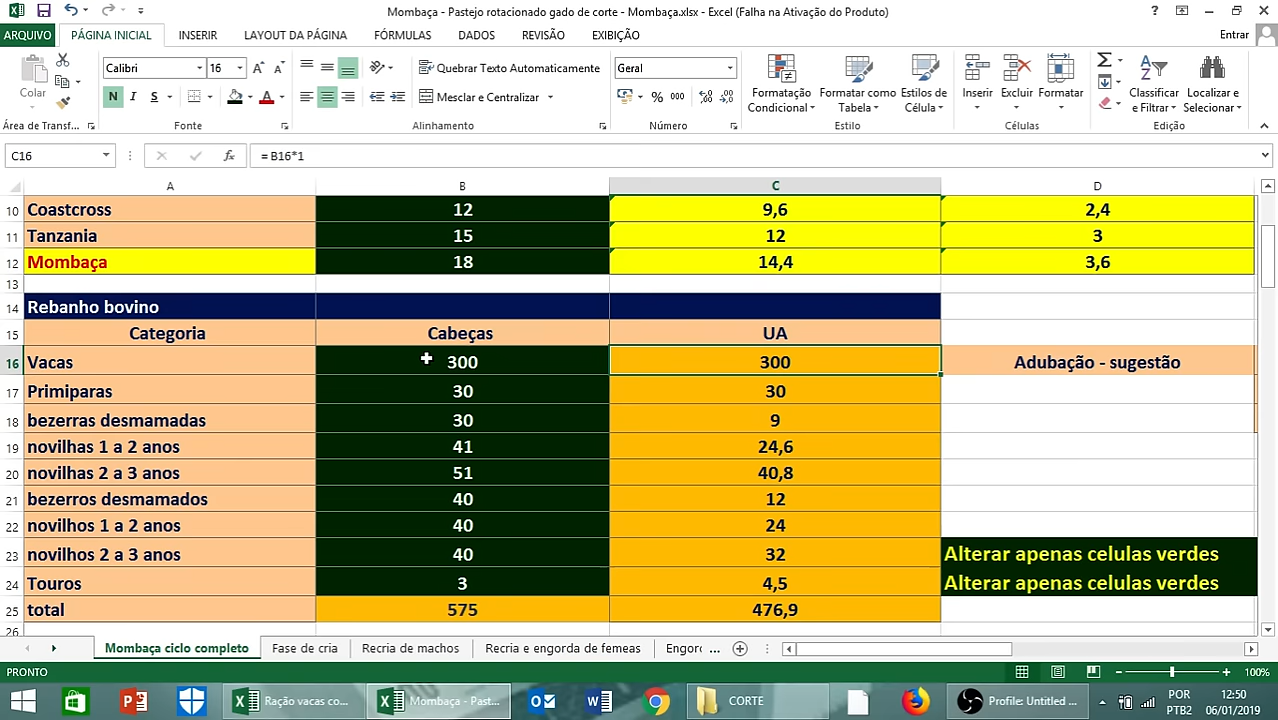 Mombaça - Pastejo rotacionado gado de corte - Mombaça.xlsx - Excel (Falha na Ativação do Produto)
ARQUIVO PÁGINA INICIAL INSERIR LAYOUT DA PÁGINA FÓRMULAS DADOS REVISÃO EXIBIÇÃO Entrar
Colar
Calibri 16
N I S
Quebrar Texto Automaticamente
Mesclar e Centralizar
Geral
% 000
Formatação Condicional
Formatar como Tabela
Estilos de Célula
Inserir
Excluir
Formatar
Classificar e Filtrar
Localizar e Selecionar
Área de Transf... Fonte Alinhamento Número Estilo Células Edição
C16 fx =B16*1
A B C D
10 Coastcross 12 9,6 2,4
11 Tanzania 15 12 3
12 Mombaça 18 14,4 3,6
13
14 Rebanho bovino
15 Categoria Cabeças UA
16 Vacas 300 300 Adubação - sugestão
17 Primiparas 30 30
18 bezerras desmamadas 30 9
19 novilhas 1 a 2 anos 41 24,6
20 novilhas 2 a 3 anos 51 40,8
21 bezerros desmamados 40 12
22 novilhos 1 a 2 anos 40 24
23 novilhos 2 a 3 anos 40 32 Alterar apenas celulas verdes
24 Touros 3 4,5 Alterar apenas celulas verdes
25 total 575 476,9
26
Mombaça ciclo completo Fase de cria Recria de machos Recria e engorda de femeas Engor ...
PRONTO 100%
Ração vacas co... Mombaça - Past... CORTE Profile: Untitled ... POR 12:50
PTB2 06/01/2019